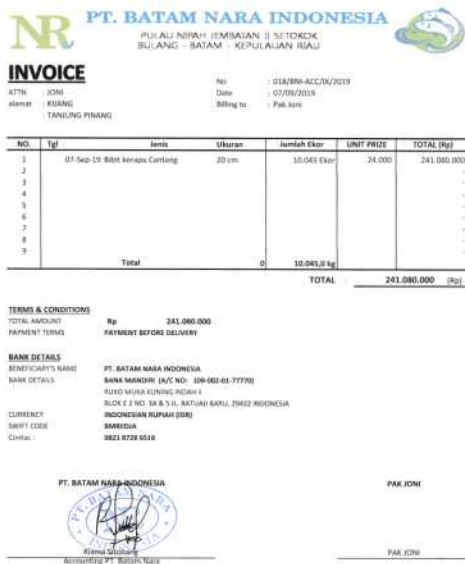 NR PT. BATAM NARA INDONESIA
PULAU NIPAH JEMBATAN II SETOKOK
BULANG - BATAM - KEPULAUAN RIAU
INVOICE
ATTN : JONI
alamat : KUANG
: TANJUNG PINANG
No : 018/BNI-ACC/IX/2019
Date : 07/09/2019
Billing to : Pak Joni
NO. Tgl Jenis Ukuran Jumlah Ekor UNIT PRIZE TOTAL (Rp)
1 07-Sep-19 Bibit kerapu Cantang 20 cm 10.045 Ekor 24.000 241.080.000
2 -
3 -
4 -
5 -
6 -
7 -
8 -
9 -
Total 0 10.045,0 kg
TOTAL : 241.080.000 (Rp)
TERMS & CONDITIONS
TOTAL AMOUNT Rp 241.080.000
PAYMENT TERMS PAYMENT BEFORE DELIVERY
BANK DETAILS
BENEFICIARY'S NAME PT. BATAM NARA INDONESIA
BANK DETAILS BANK MANDIRI (A/C NO: 109-002-01-77770)
RUKO MUKA KUNING INDAH II
BLOK C 2 NO. 3A & 5 JL. BATUAJI BARU, 29432 INDONESIA
CURRENCY INDONESIAN RUPIAH (IDR)
SWIFT CODE BMRIIDJA
Contac : 0821 8728 6516
PT. BATAM NARA INDONESIA
PAK JONI
BATAM NARA
INDONESIA
Accounting PT. Batam Nara
PAK JONI